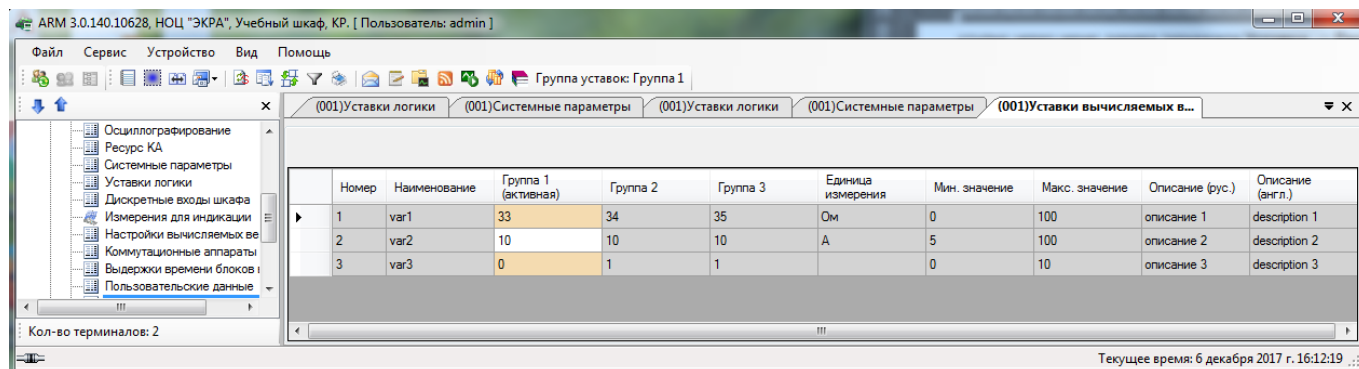 ARM 3.0.140.10628, НОЦ "ЭКРА", Учебный шкаф, КР. [ Пользователь: admin ]
Файл Сервис Устройство Вид Помощь
Группа уставок: Группа 1
(001)Уставки логики (001)Системные параметры (001)Уставки логики (001)Системные параметры (001)Уставки вычисляемых в...
Осциллографирование
Ресурс КА
Системные параметры
Уставки логики
Дискретные входы шкафа
Измерения для индикации
Настройки вычисляемых ве
Коммутационные аппараты
Выдержки времени блоков
Пользовательские данные
Кол-во терминалов: 2
Номер Наименование Группа 1 (активная) Группа 2 Группа 3 Единица измерения Мин. значение Макс. значение Описание (рус.) Описание (англ.)
1 var1 33 34 35 Ом 0 100 описание 1 description 1
2 var2 10 10 10 А 5 100 описание 2 description 2
3 var3 0 1 1 0 10 описание 3 description 3
Текущее время: 6 декабря 2017 г. 16:12:19